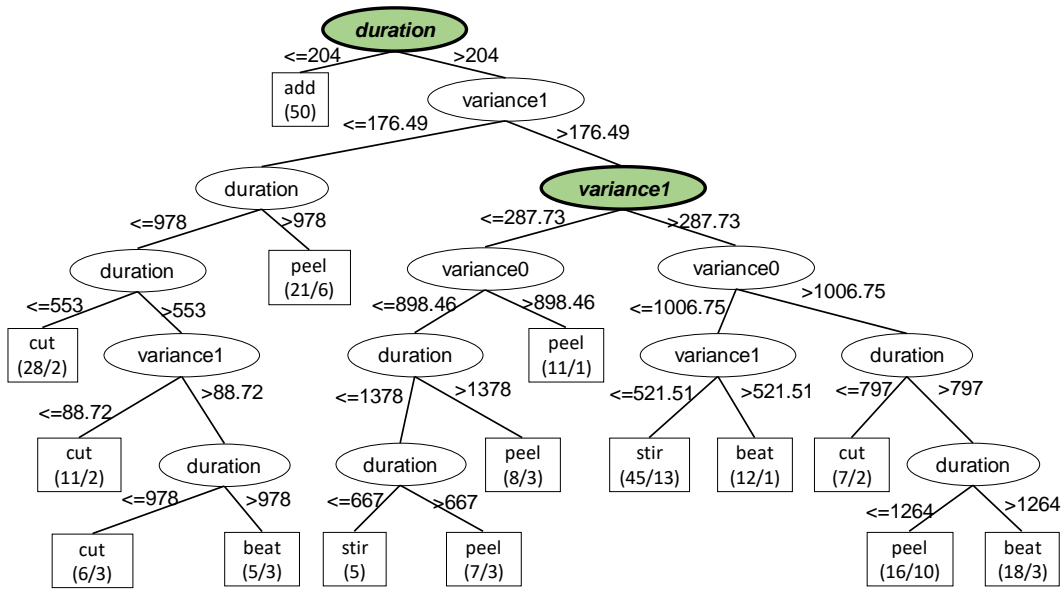 duration
<=204
>204
add
(50)
variance1
<=176.49
>176.49
duration
variance1
<=978
>978
<=287.73
>287.73
duration
peel
(21/6)
variance0
variance0
<=553
>553
<=898.46
>898.46
<=1006.75
>1006.75
cut
(28/2)
variance1
duration
peel
(11/1)
variance1
duration
<=88.72
>88.72
<=1378
>1378
<=521.51
>521.51
<=797
>797
cut
(11/2)
duration
duration
peel
(8/3)
stir
(45/13)
beat
(12/1)
cut
(7/2)
duration
<=978
>978
<=667
>667
<=1264
>1264
cut
(6/3)
beat
(5/3)
stir
(5)
peel
(7/3)
peel
(16/10)
beat
(18/3)